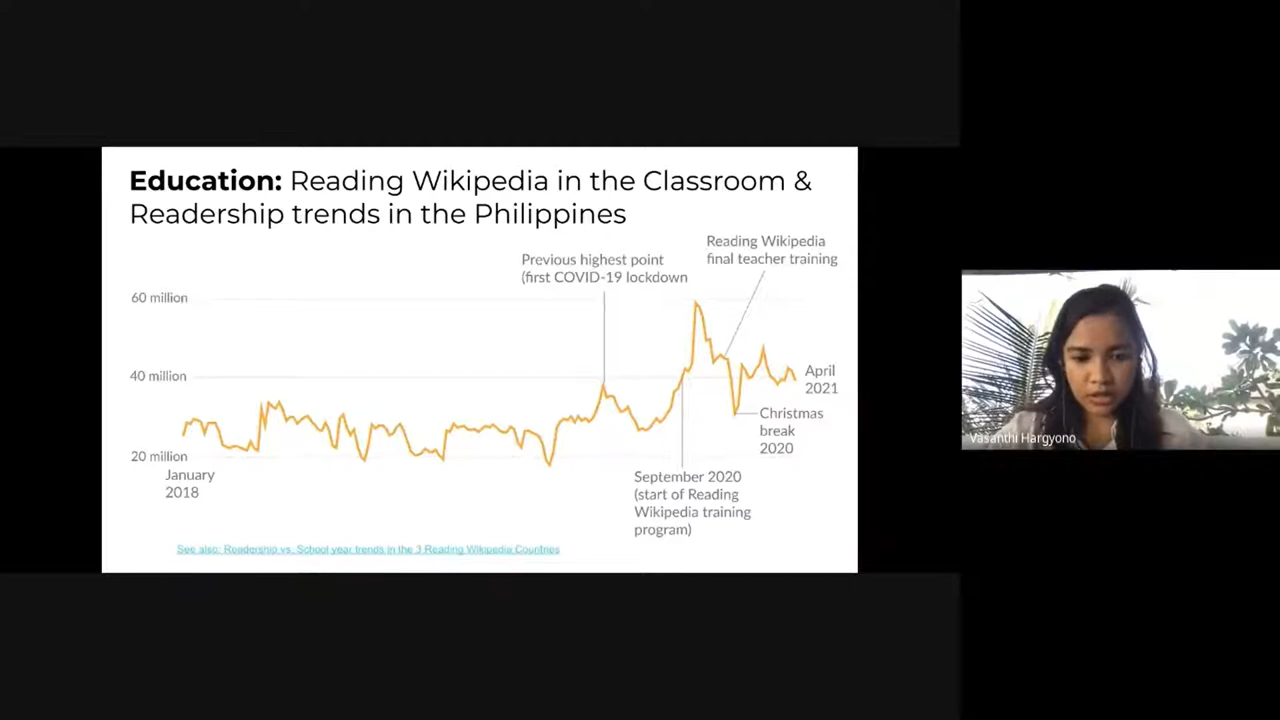 Education: Reading Wikipedia in the Classroom &
Readership trends in the Philippines
Reading Wikipedia
final teacher training
Previous highest point
(first COVID-19 lockdown
60 million
40 million
20 million
January
2018
April
2021
Christmas
break
2020
September 2020
(start of Reading
Wikipedia training
program)
See also: Readership vs. School year trends in the 3 Reading Wikipedia Countries
Vasanthi Hargyono